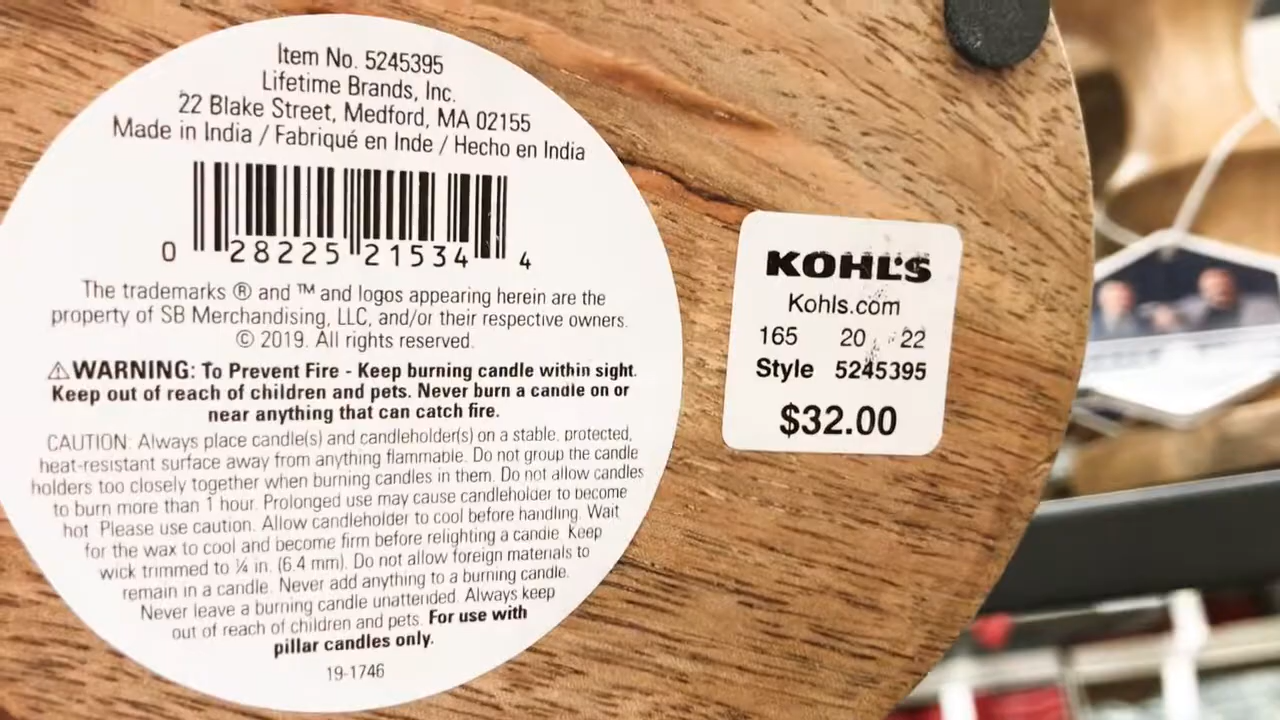 Item No. 5245395
Lifetime Brands, Inc.
22 Blake Street, Medford, MA 02155
Made in India / Fabriqué en Inde / Hecho en India
0 28225 21534 4
The trademarks ® and ™ and logos appearing herein are the
property of SB Merchandising, LLC, and/or their respective owners.
© 2019. All rights reserved.
⚠WARNING: To Prevent Fire - Keep burning candle within sight.
Keep out of reach of children and pets. Never burn a candle on or
near anything that can catch fire.
CAUTION: Always place candle(s) and candleholder(s) on a stable, protected,
heat-resistant surface away from anything flammable. Do not group the candle
holders too closely together when burning candles in them. Do not allow candles
to burn more than 1 hour. Prolonged use may cause candleholder to become
hot. Please use caution. Allow candleholder to cool before handling. Wait
for the wax to cool and become firm before relighting a candle. Keep
wick trimmed to ¼ in. (6.4 mm). Do not allow foreign materials to
remain in a candle. Never add anything to a burning candle.
Never leave a burning candle unattended. Always keep
out of reach of children and pets. For use with
pillar candles only.
19-1746
KOHL'S
Kohls.com
165 20 22
Style 5245395
$32.00